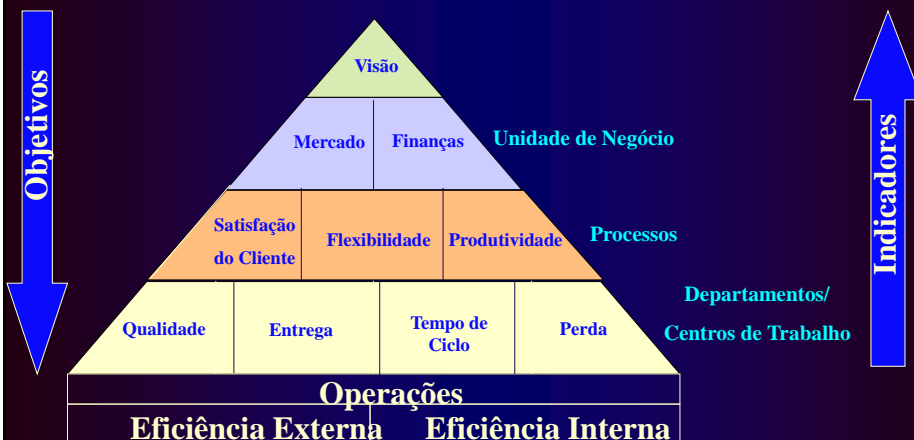 Visão
Objetivos
Indicadores
Mercado
Finanças
Unidade de Negócio
Satisfação
do Cliente
Flexibilidade
Produtividade
Processos
Qualidade
Entrega
Tempo de
Ciclo
Perda
Departamentos/
Centros de Trabalho
Operações
Eficiência Externa
Eficiência Interna